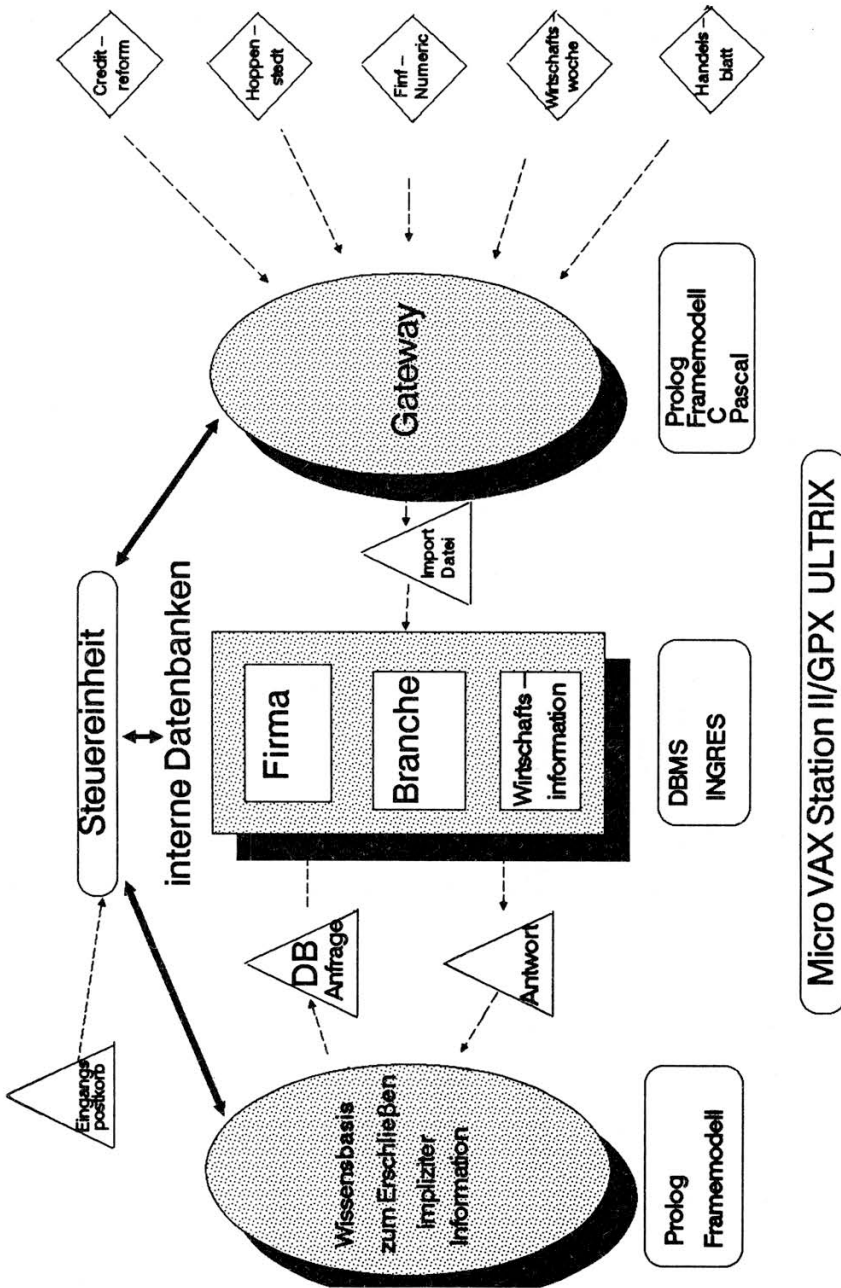 Eingangs
postkorb
Steuereinheit
interne Datenbanken
Wissensbasis
zum Erschließen
impliziter
Information
DB
Anfrage
Antwort
Firma
Branche
Wirtschafts–
information
Import
Datei
Gateway
Credit–
reform
Hoppen–
stedt
Finf–
Numeric
Wirtschafts–
woche
Handels–
blatt
Prolog
Framemodell
DBMS
INGRES
Prolog
Framemodell
C
Pascal
Micro VAX Station II/GPX ULTRIX